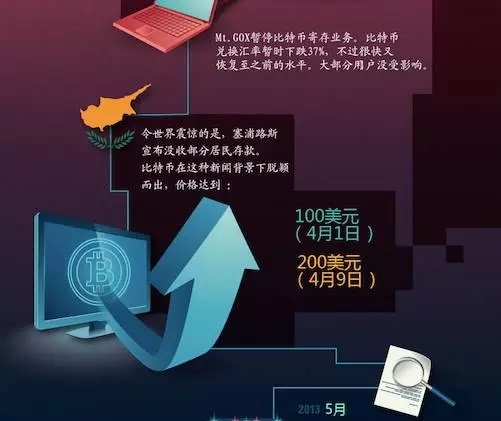 Mt.GOX暂停比特币寄存业务。比特币
兑换汇率暂时下跌37%，不过很快又
恢复至之前的水平。大部分用户没受影响。
令世界震惊的是，塞浦路斯
宣布没收部分居民存款。
比特币在这种新闻背景下脱颖
而出，价格达到：
100美元
（4月1日）
200美元
（4月9日）
2013 5月